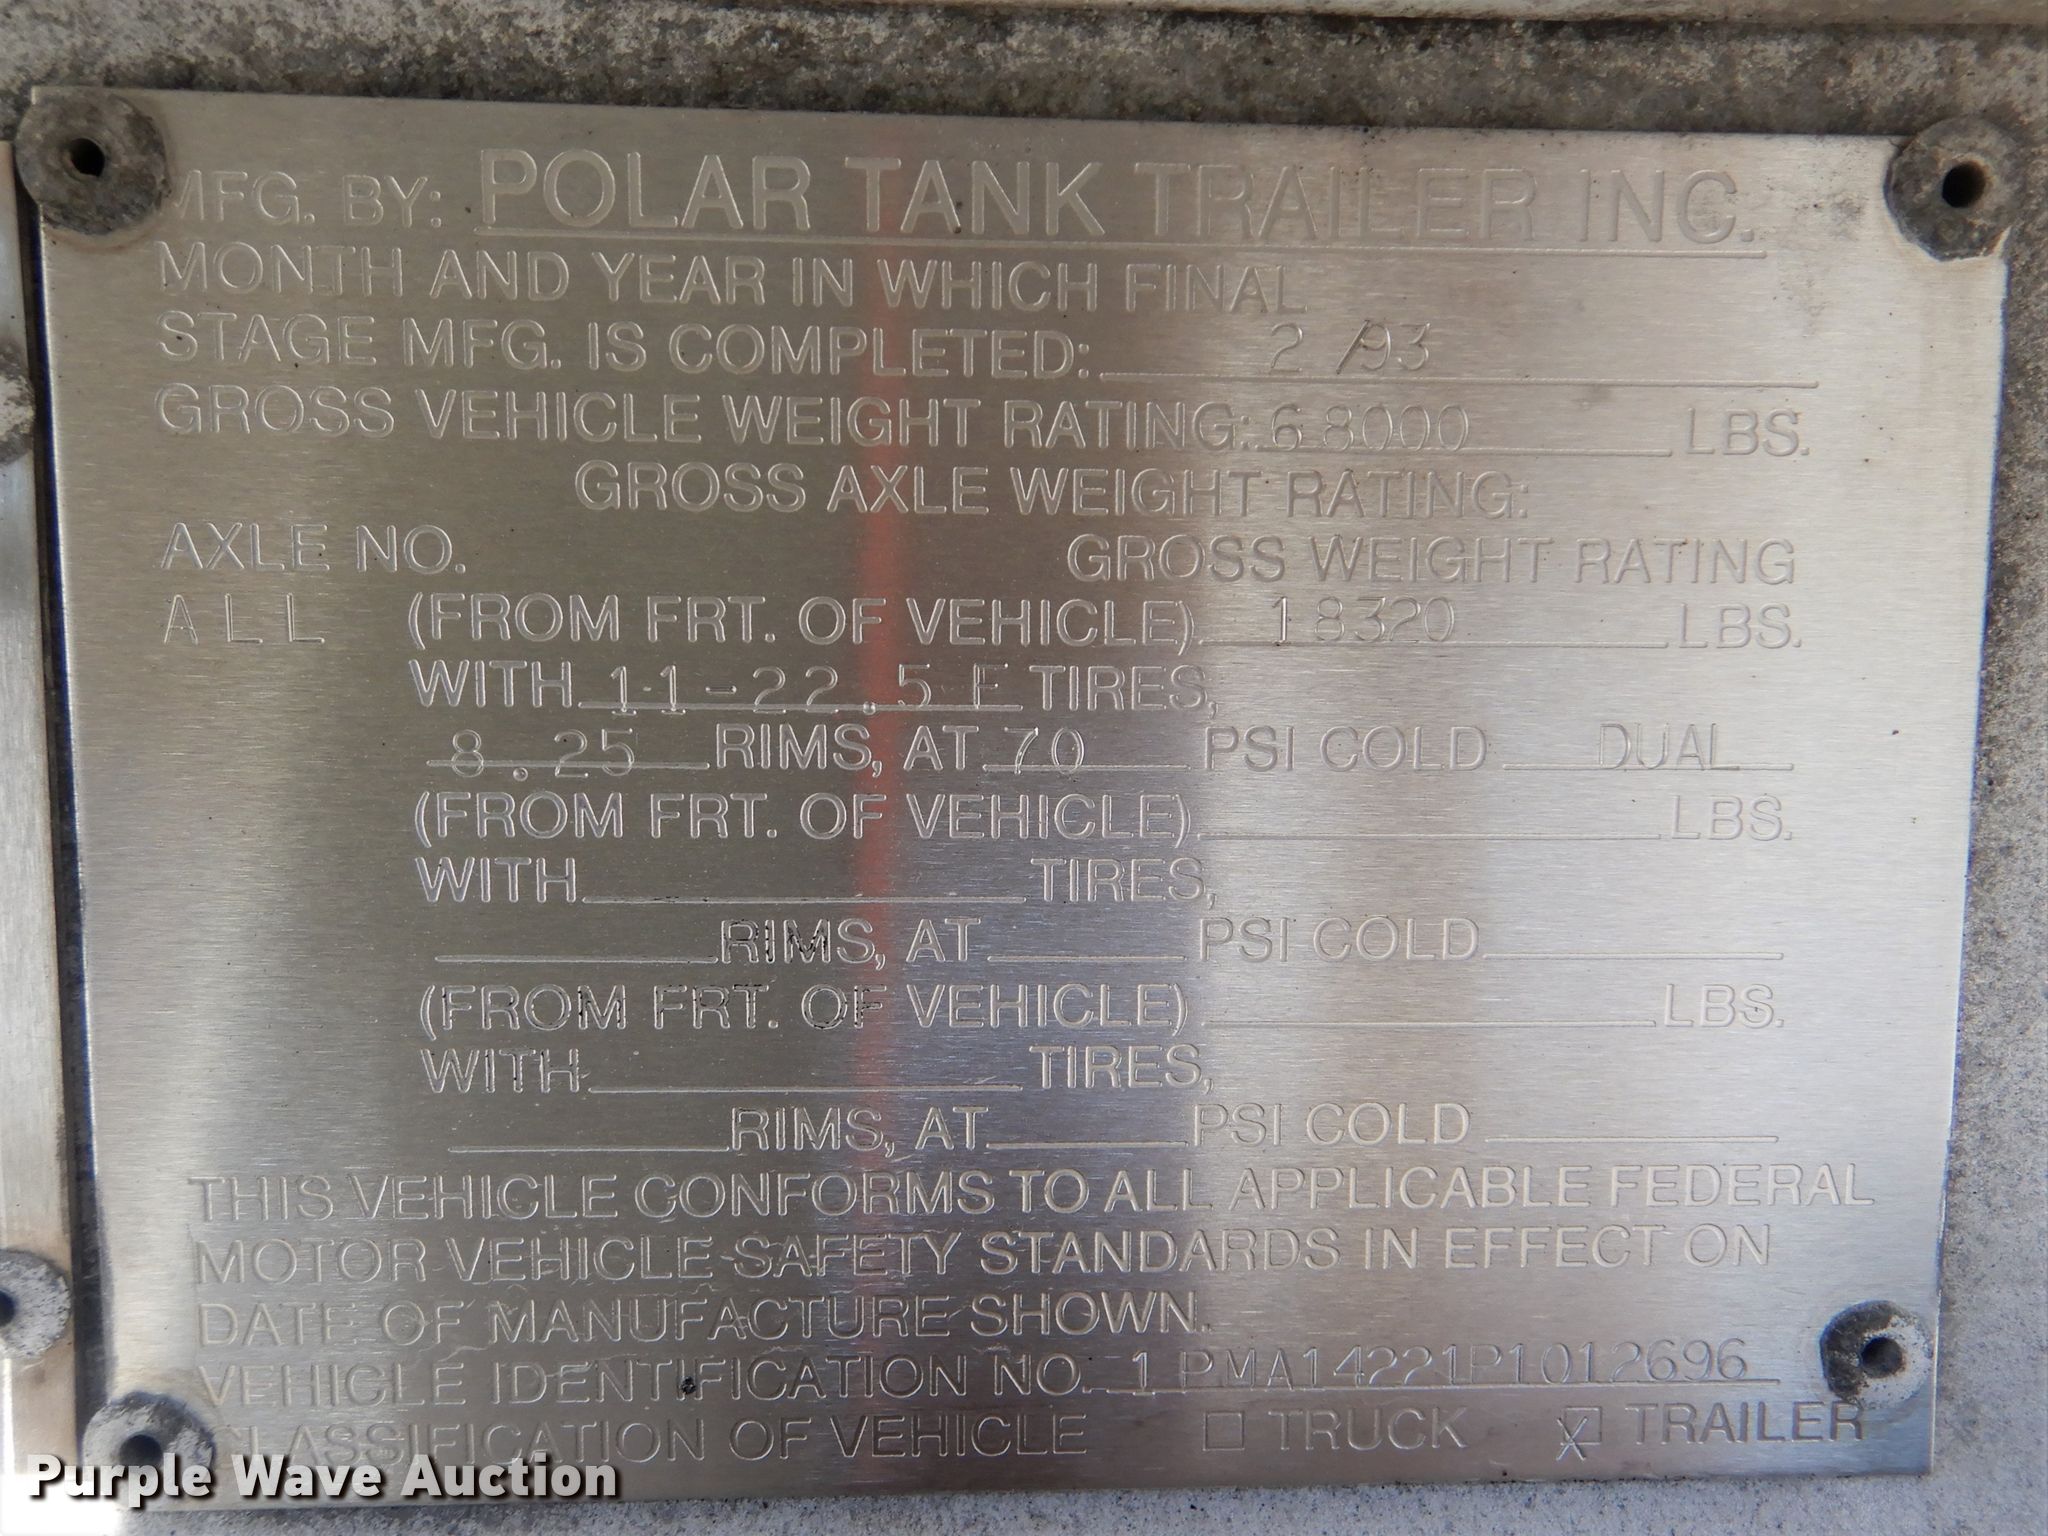 MFG. BY: POLAR TANK TRAILER INC.
MONTH AND YEAR IN WHICH FINAL
STAGE MFG. IS COMPLETED: 2/93
GROSS VEHICLE WEIGHT RATING: 68000 LBS.
GROSS AXLE WEIGHT RATING:
AXLE NO. GROSS WEIGHT RATING
ALL (FROM FRT. OF VEHICLE) 18320 LBS.
WITH 11-22.5 F TIRES,
8.25 RIMS, AT 70 PSI COLD DUAL
(FROM FRT. OF VEHICLE) LBS.
WITH TIRES,
RIMS, AT PSI COLD
(FROM FRT. OF VEHICLE) LBS.
WITH TIRES,
RIMS, AT PSI COLD
THIS VEHICLE CONFORMS TO ALL APPLICABLE FEDERAL
MOTOR VEHICLE SAFETY STANDARDS IN EFFECT ON
DATE OF MANUFACTURE SHOWN.
VEHICLE IDENTIFICATION NO. 1PMA14221P1012696
CLASSIFICATION OF VEHICLE ☐ TRUCK ☒ TRAILER
Purple Wave Auction